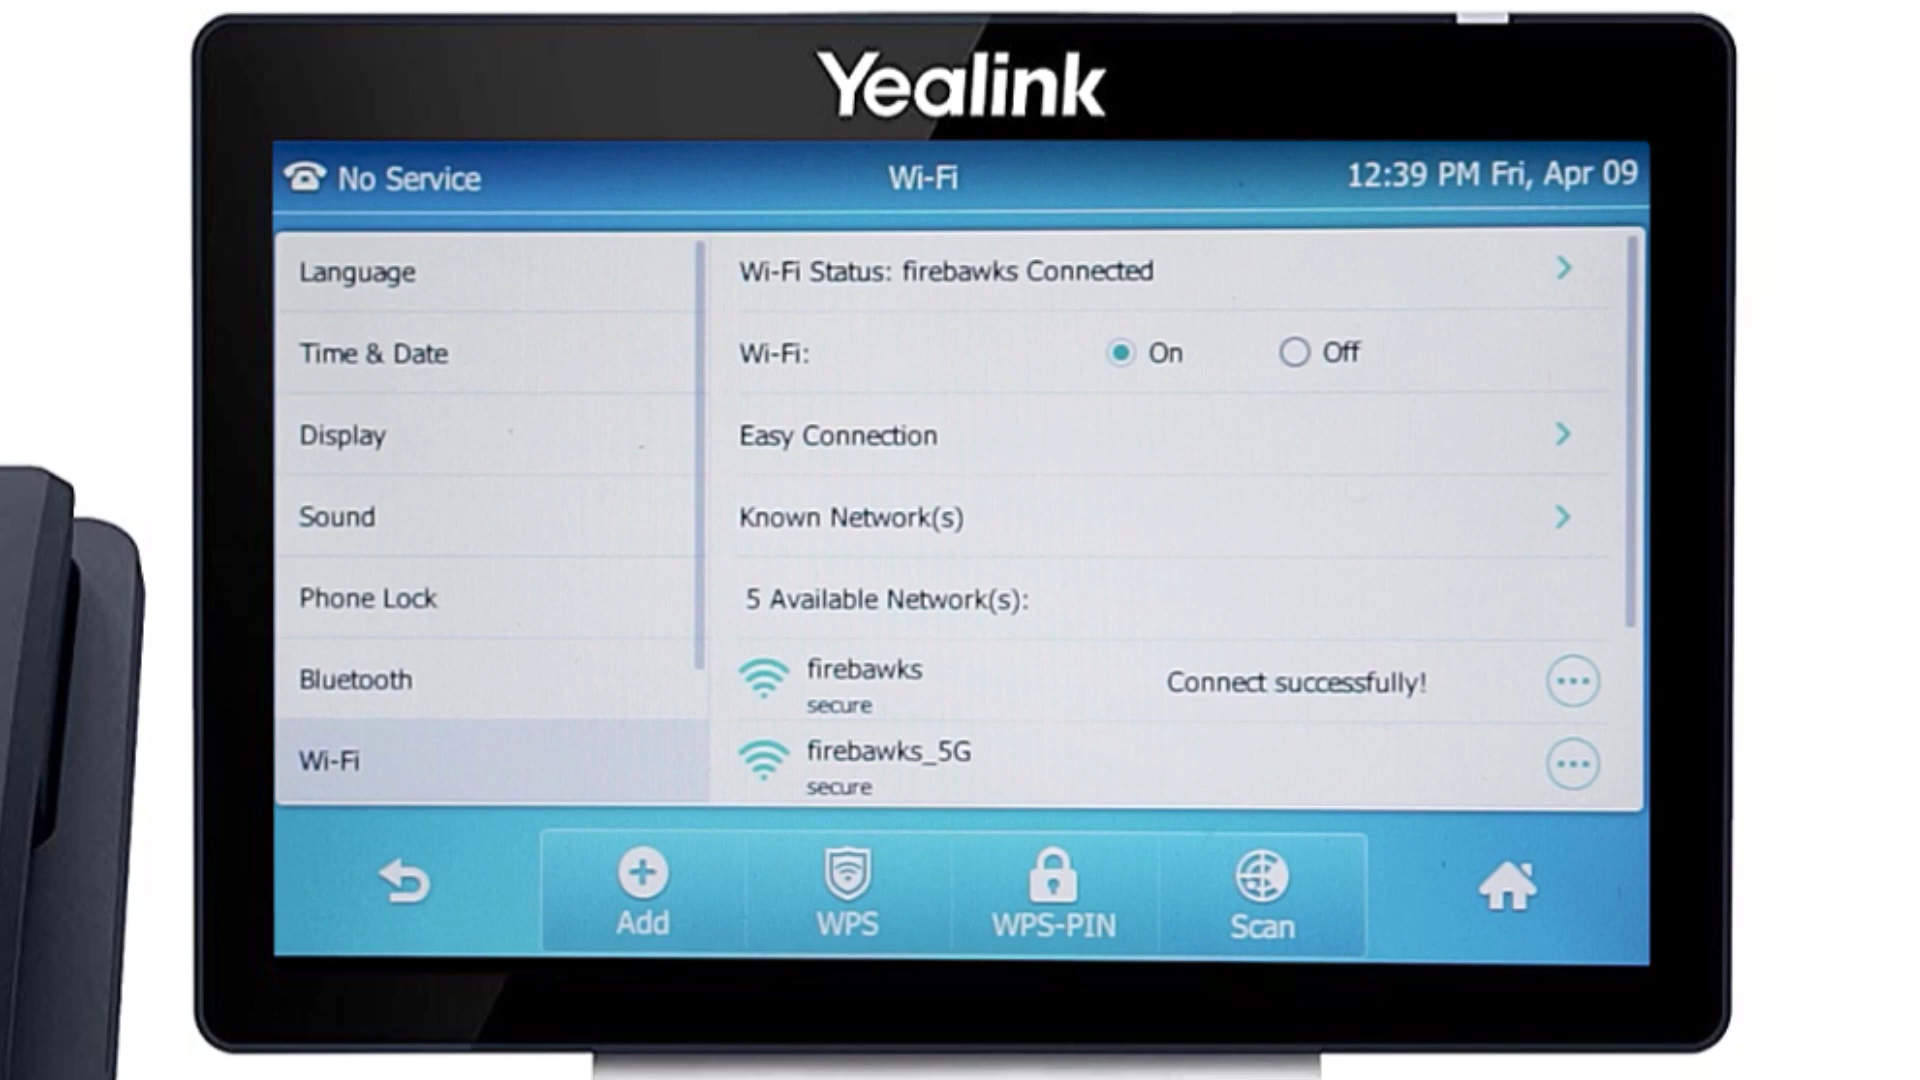 Yealink
No Service
Wi-Fi
12:39 PM Fri, Apr 09
Language
Time & Date
Display
Sound
Phone Lock
Bluetooth
Wi-Fi
Wi-Fi Status: firebawks Connected
Wi-Fi:
On
Off
Easy Connection
Known Network(s)
5 Available Network(s):
firebawks
secure
Connect successfully!
firebawks_5G
secure
Add
WPS
WPS-PIN
Scan